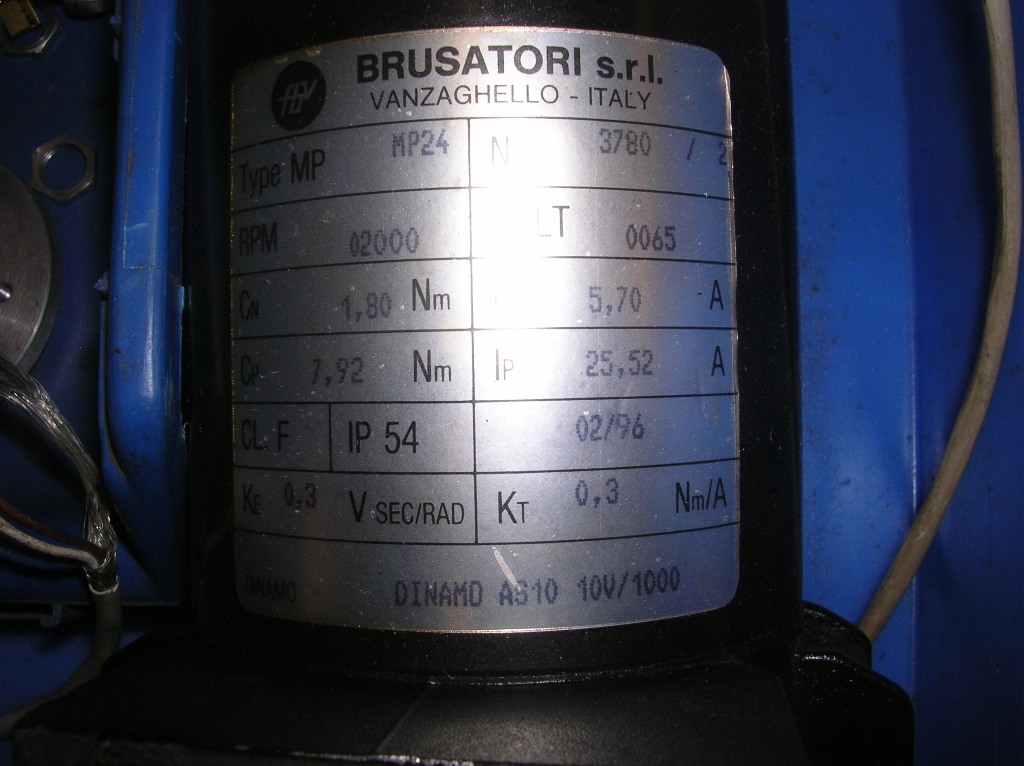 BRUSATORI s.r.l.
VANZAGHELLO - ITALY
Type MP MP24 N 3780 / 2
RPM 02000 LT 0065
CN 1,80 Nm 5,70 A
CP 7,92 Nm IP 25,52 A
CL. F IP 54 02/96
KE 0,3 V SEC/RAD KT 0,3 Nm/A
DINAMO DINAMO AS10 10V/1000